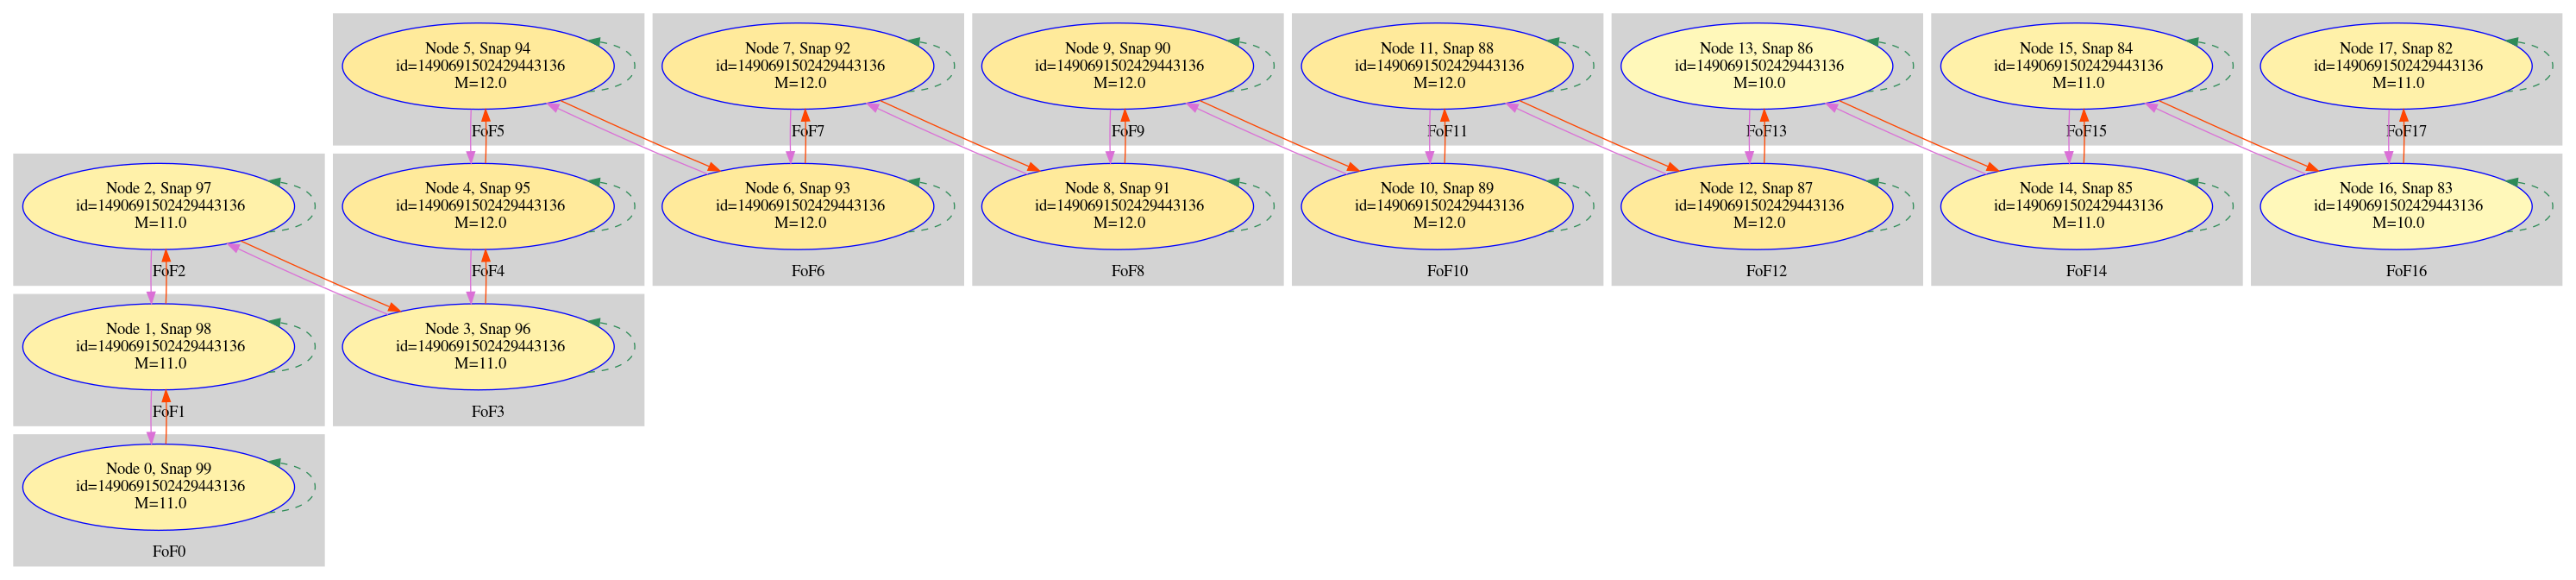 Node 5, Snap 94
id=1490691502429443136
M=12.0
FoF5
Node 7, Snap 92
id=1490691502429443136
M=12.0
FoF7
Node 9, Snap 90
id=1490691502429443136
M=12.0
FoF9
Node 11, Snap 88
id=1490691502429443136
M=12.0
FoF11
Node 13, Snap 86
id=1490691502429443136
M=10.0
FoF13
Node 15, Snap 84
id=1490691502429443136
M=11.0
FoF15
Node 17, Snap 82
id=1490691502429443136
M=11.0
FoF17
Node 2, Snap 97
id=1490691502429443136
M=11.0
FoF2
Node 4, Snap 95
id=1490691502429443136
M=12.0
FoF4
Node 6, Snap 93
id=1490691502429443136
M=12.0
FoF6
Node 8, Snap 91
id=1490691502429443136
M=12.0
FoF8
Node 10, Snap 89
id=1490691502429443136
M=12.0
FoF10
Node 12, Snap 87
id=1490691502429443136
M=12.0
FoF12
Node 14, Snap 85
id=1490691502429443136
M=11.0
FoF14
Node 16, Snap 83
id=1490691502429443136
M=10.0
FoF16
Node 1, Snap 98
id=1490691502429443136
M=11.0
FoF1
Node 3, Snap 96
id=1490691502429443136
M=11.0
FoF3
Node 0, Snap 99
id=1490691502429443136
M=11.0
FoF0